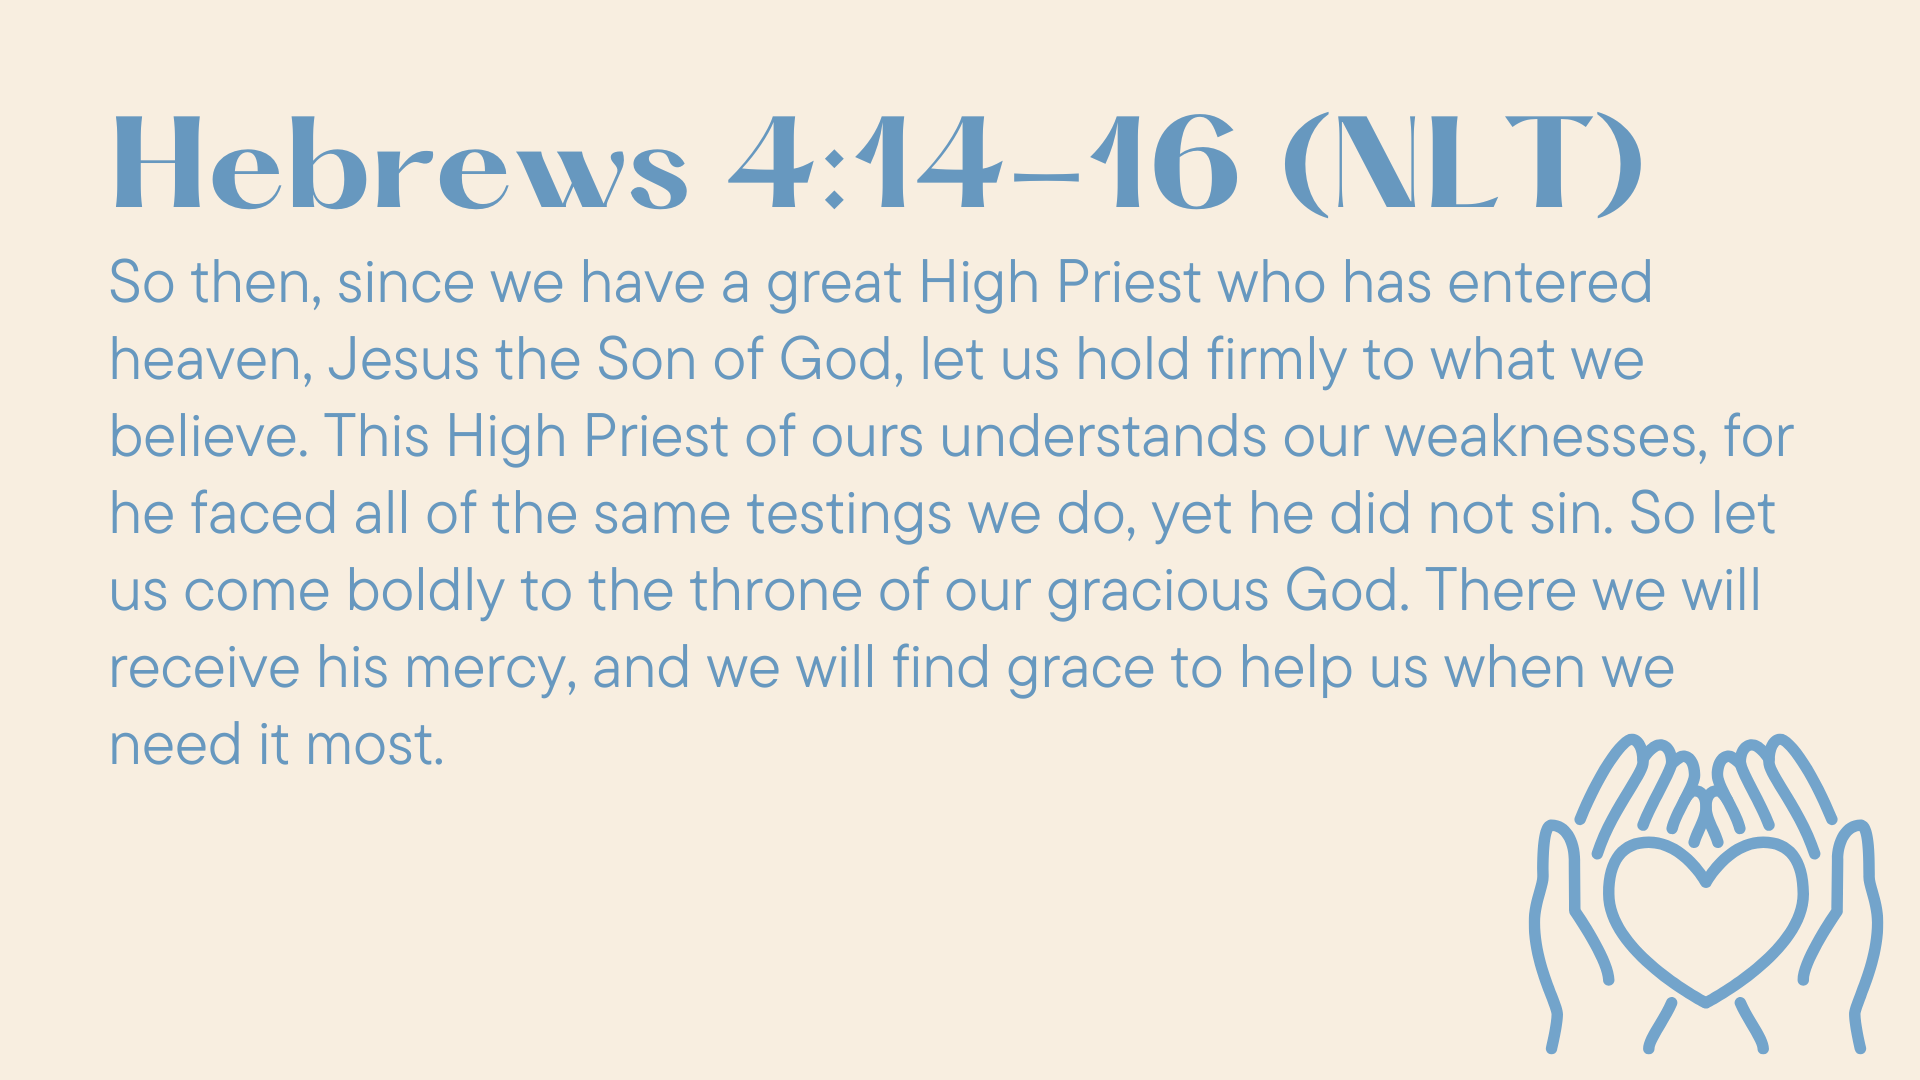 Hebrews 4:14–16 (NLT)
So then, since we have a great High Priest who has entered
heaven, Jesus the Son of God, let us hold firmly to what we
believe. This High Priest of ours understands our weaknesses, for
he faced all of the same testings we do, yet he did not sin. So let
us come boldly to the throne of our gracious God. There we will
receive his mercy, and we will find grace to help us when we
need it most.